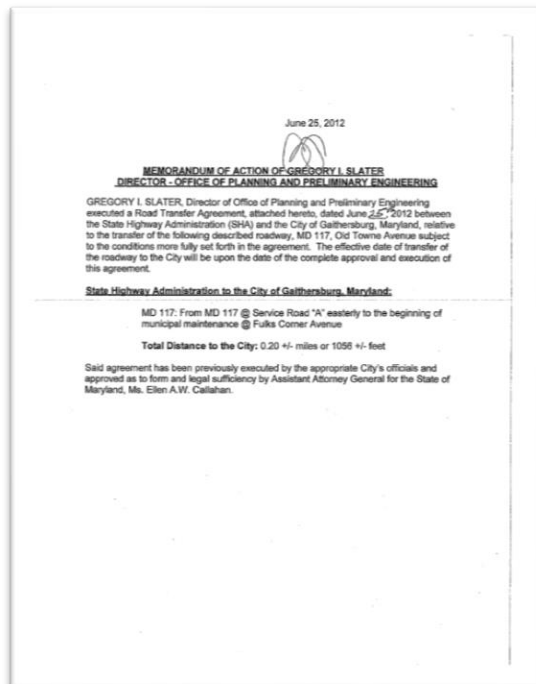 June 25, 2012
MEMORANDUM OF ACTION OF GREGORY I. SLATER
DIRECTOR - OFFICE OF PLANNING AND PRELIMINARY ENGINEERING
GREGORY I. SLATER, Director of Office of Planning and Preliminary Engineering
executed a Road Transfer Agreement, attached hereto, dated June 25, 2012 between
the State Highway Administration (SHA) and the City of Gaithersburg, Maryland, relative
to the transfer of the following described roadway, MD 117, Old Towne Avenue subject
to the conditions more fully set forth in the agreement. The effective date of transfer of
the roadway to the City will be upon the date of the complete approval and execution of
this agreement.
State Highway Administration to the City of Gaithersburg, Maryland:
MD 117: From MD 117 @ Service Road "A" easterly to the beginning of
municipal maintenance @ Fulks Corner Avenue
Total Distance to the City: 0.20 +/- miles or 1056 +/- feet
Said agreement has been previously executed by the appropriate City's officials and
approved as to form and legal sufficiency by Assistant Attorney General for the State of
Maryland, Ms. Ellen A.W. Callahan.